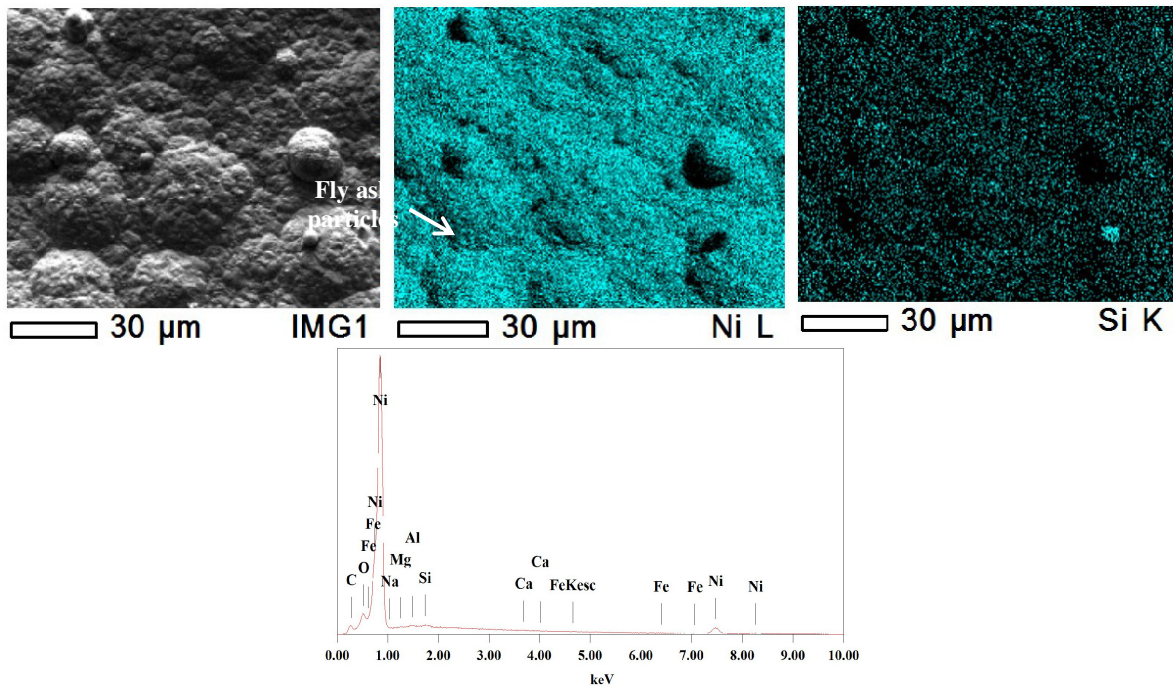 Fly ash
particles
30 µm IMG1
30 µm Ni L
30 µm Si K
Ni
Ni
Fe
Fe
O
C
Na
Mg
Al
Si
Ca
Ca
FeKesc
Fe
Fe
Ni
Ni
0.00 1.00 2.00 3.00 4.00 5.00 6.00 7.00 8.00 9.00 10.00
keV